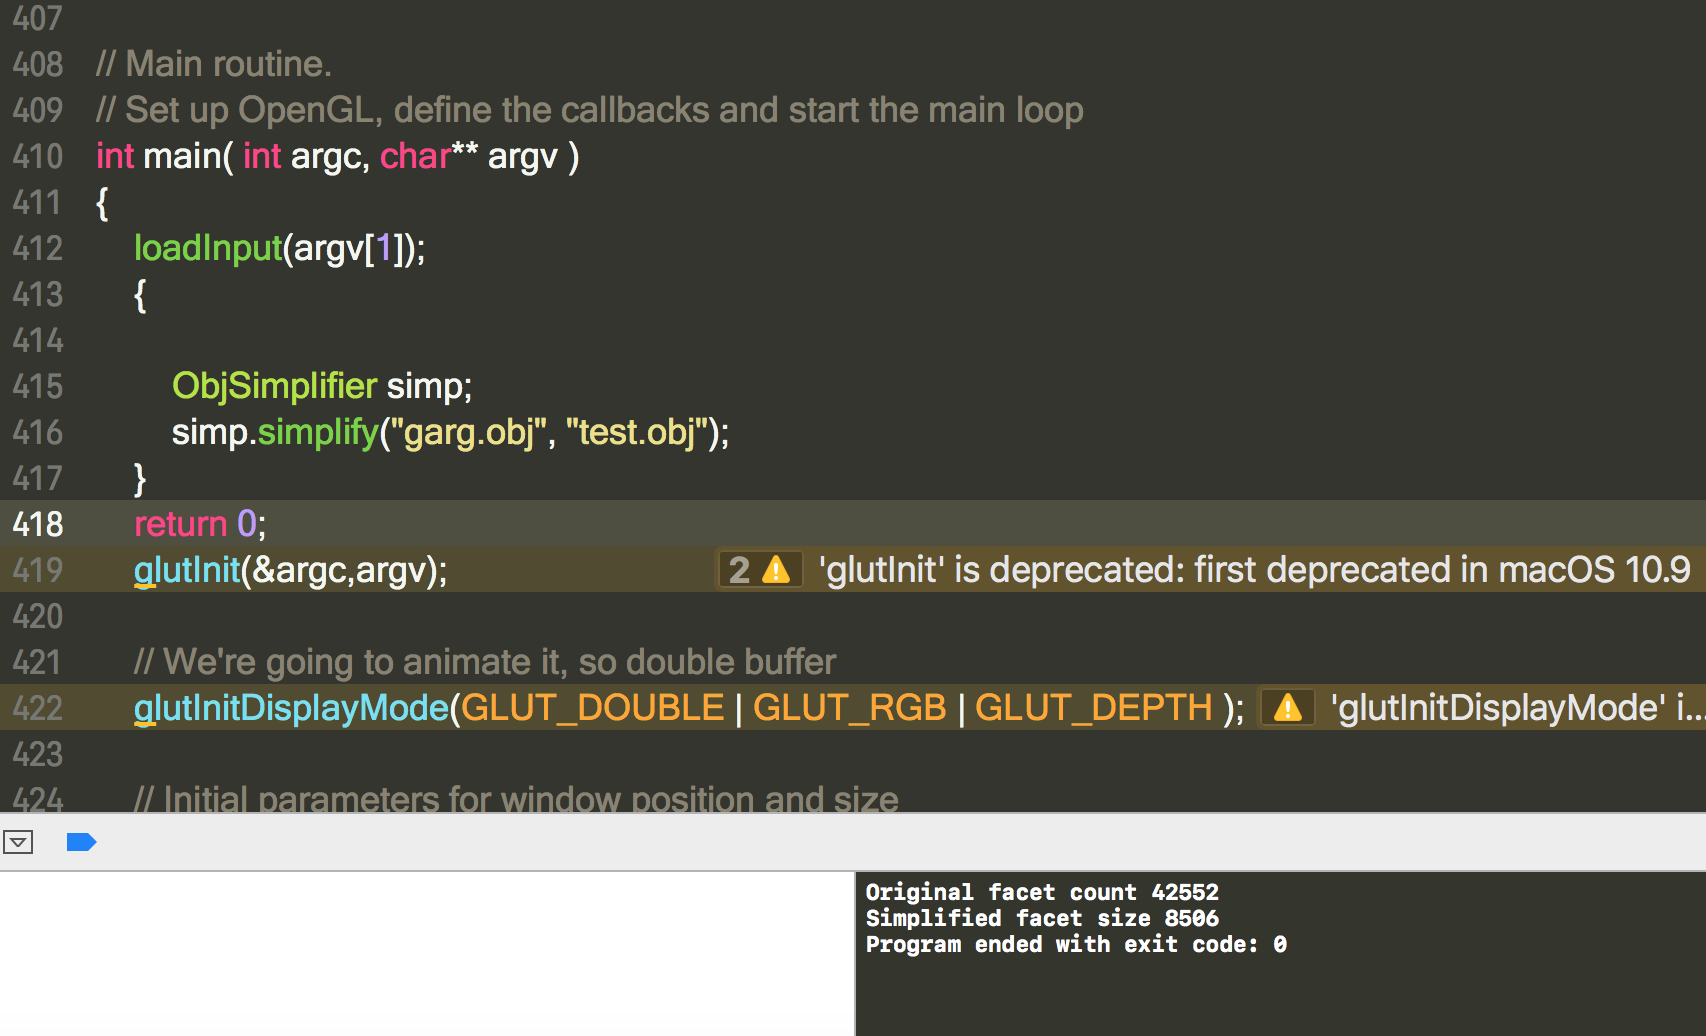 407
408 // Main routine.
409 // Set up OpenGL, define the callbacks and start the main loop
410 int main( int argc, char** argv )
411 {
412 loadInput(argv[1]);
413 {
414
415 ObjSimplifier simp;
416 simp.simplify("garg.obj", "test.obj");
417 }
418 return 0;
419 glutInit(&argc,argv); 2 'glutInit' is deprecated: first deprecated in macOS 10.9
420
421 // We're going to animate it, so double buffer
422 glutInitDisplayMode(GLUT_DOUBLE | GLUT_RGB | GLUT_DEPTH ); 'glutInitDisplayMode' i...
423
424 // Initial parameters for window position and size
Original facet count 42552
Simplified facet size 8506
Program ended with exit code: 0